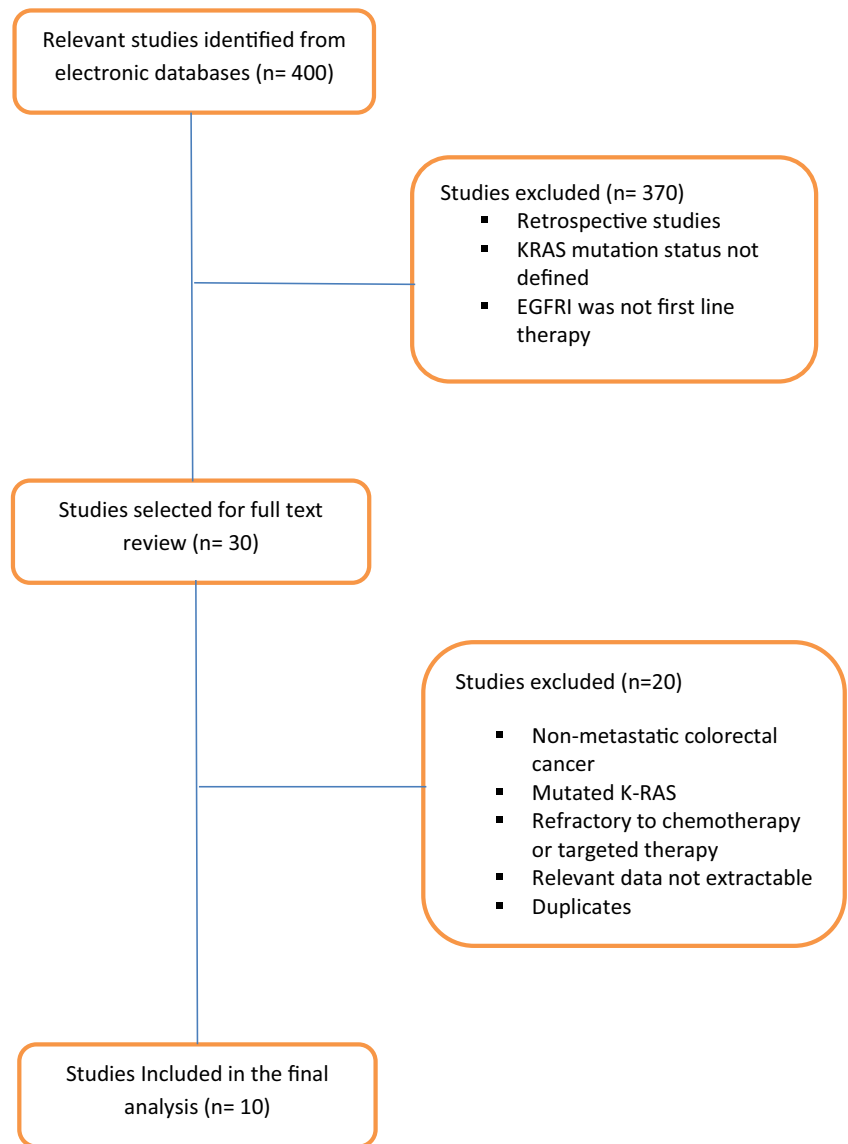 Relevant studies identified from
electronic databases (n= 400)
Studies excluded (n= 370)
▪ Retrospective studies
▪ KRAS mutation status not
defined
▪ EGFRI was not first line
therapy
Studies selected for full text
review (n= 30)
Studies excluded (n=20)
▪ Non-metastatic colorectal
cancer
▪ Mutated K-RAS
▪ Refractory to chemotherapy
or targeted therapy
▪ Relevant data not extractable
▪ Duplicates
Studies Included in the final
analysis (n= 10)